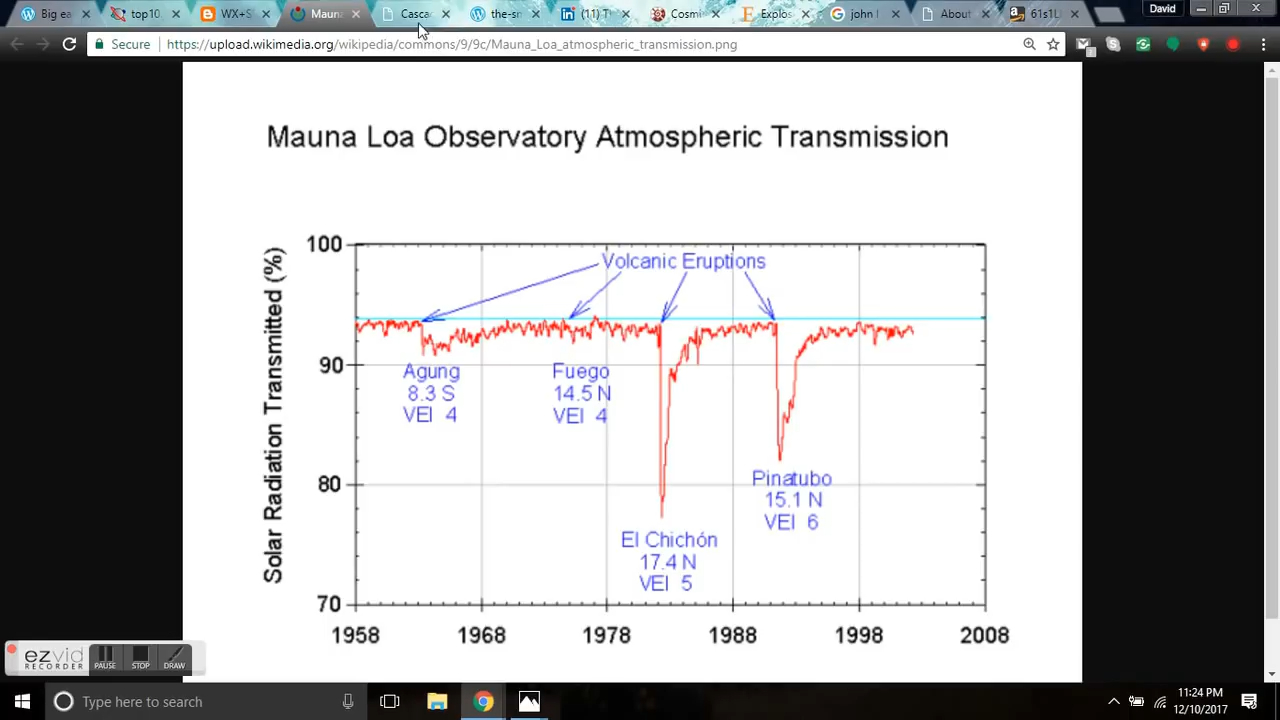 Big ea
top10
WX+S
Mauna
Casca
the-sn
(11) T
Cosmi
Explos
john l
About
61s1U
David
Secure
https://upload.wikimedia.org/wikipedia/commons/9/9c/Mauna_Loa_atmospheric_transmission.png
1
Mauna Loa Observatory Atmospheric Transmission
Solar Radiation Transmitted (%)
100
90
80
70
Volcanic Eruptions
Agung
8.3 S
VEI 4
Fuego
14.5 N
VEI 4
El Chichón
17.4 N
VEI 5
Pinatubo
15.1 N
VEI 6
1958 1968 1978 1988 1998 2008
ezvid
RECORDER
PAUSE
STOP
DRAW
Type here to search
11:24 PM
12/10/2017